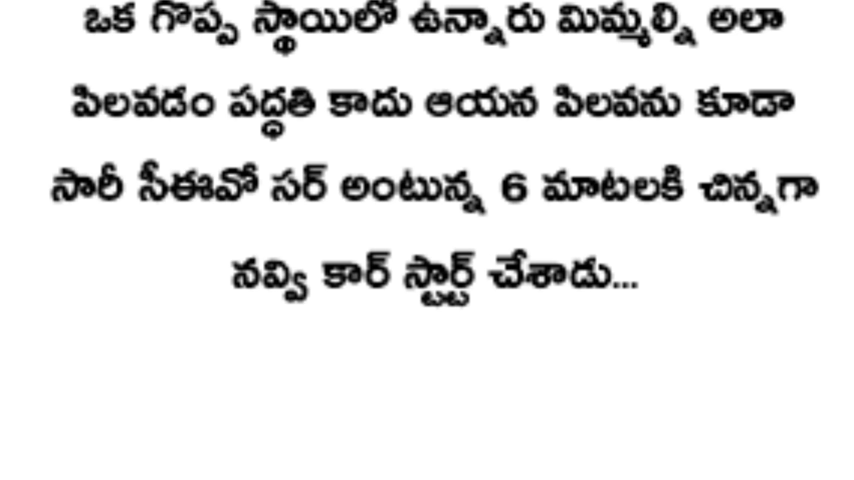 ఒక గొప్ప స్థాయిలో ఉన్నారు మిమ్మల్ని అలా
పిలవడం పద్ధతి కాదు ఆయన పిలవను కూడా
సారీ సీఈవో సర్ అంటున్న 6 మాటలకి చిన్నగా
నవ్వి కార్ స్టార్ట్ చేశాడు...